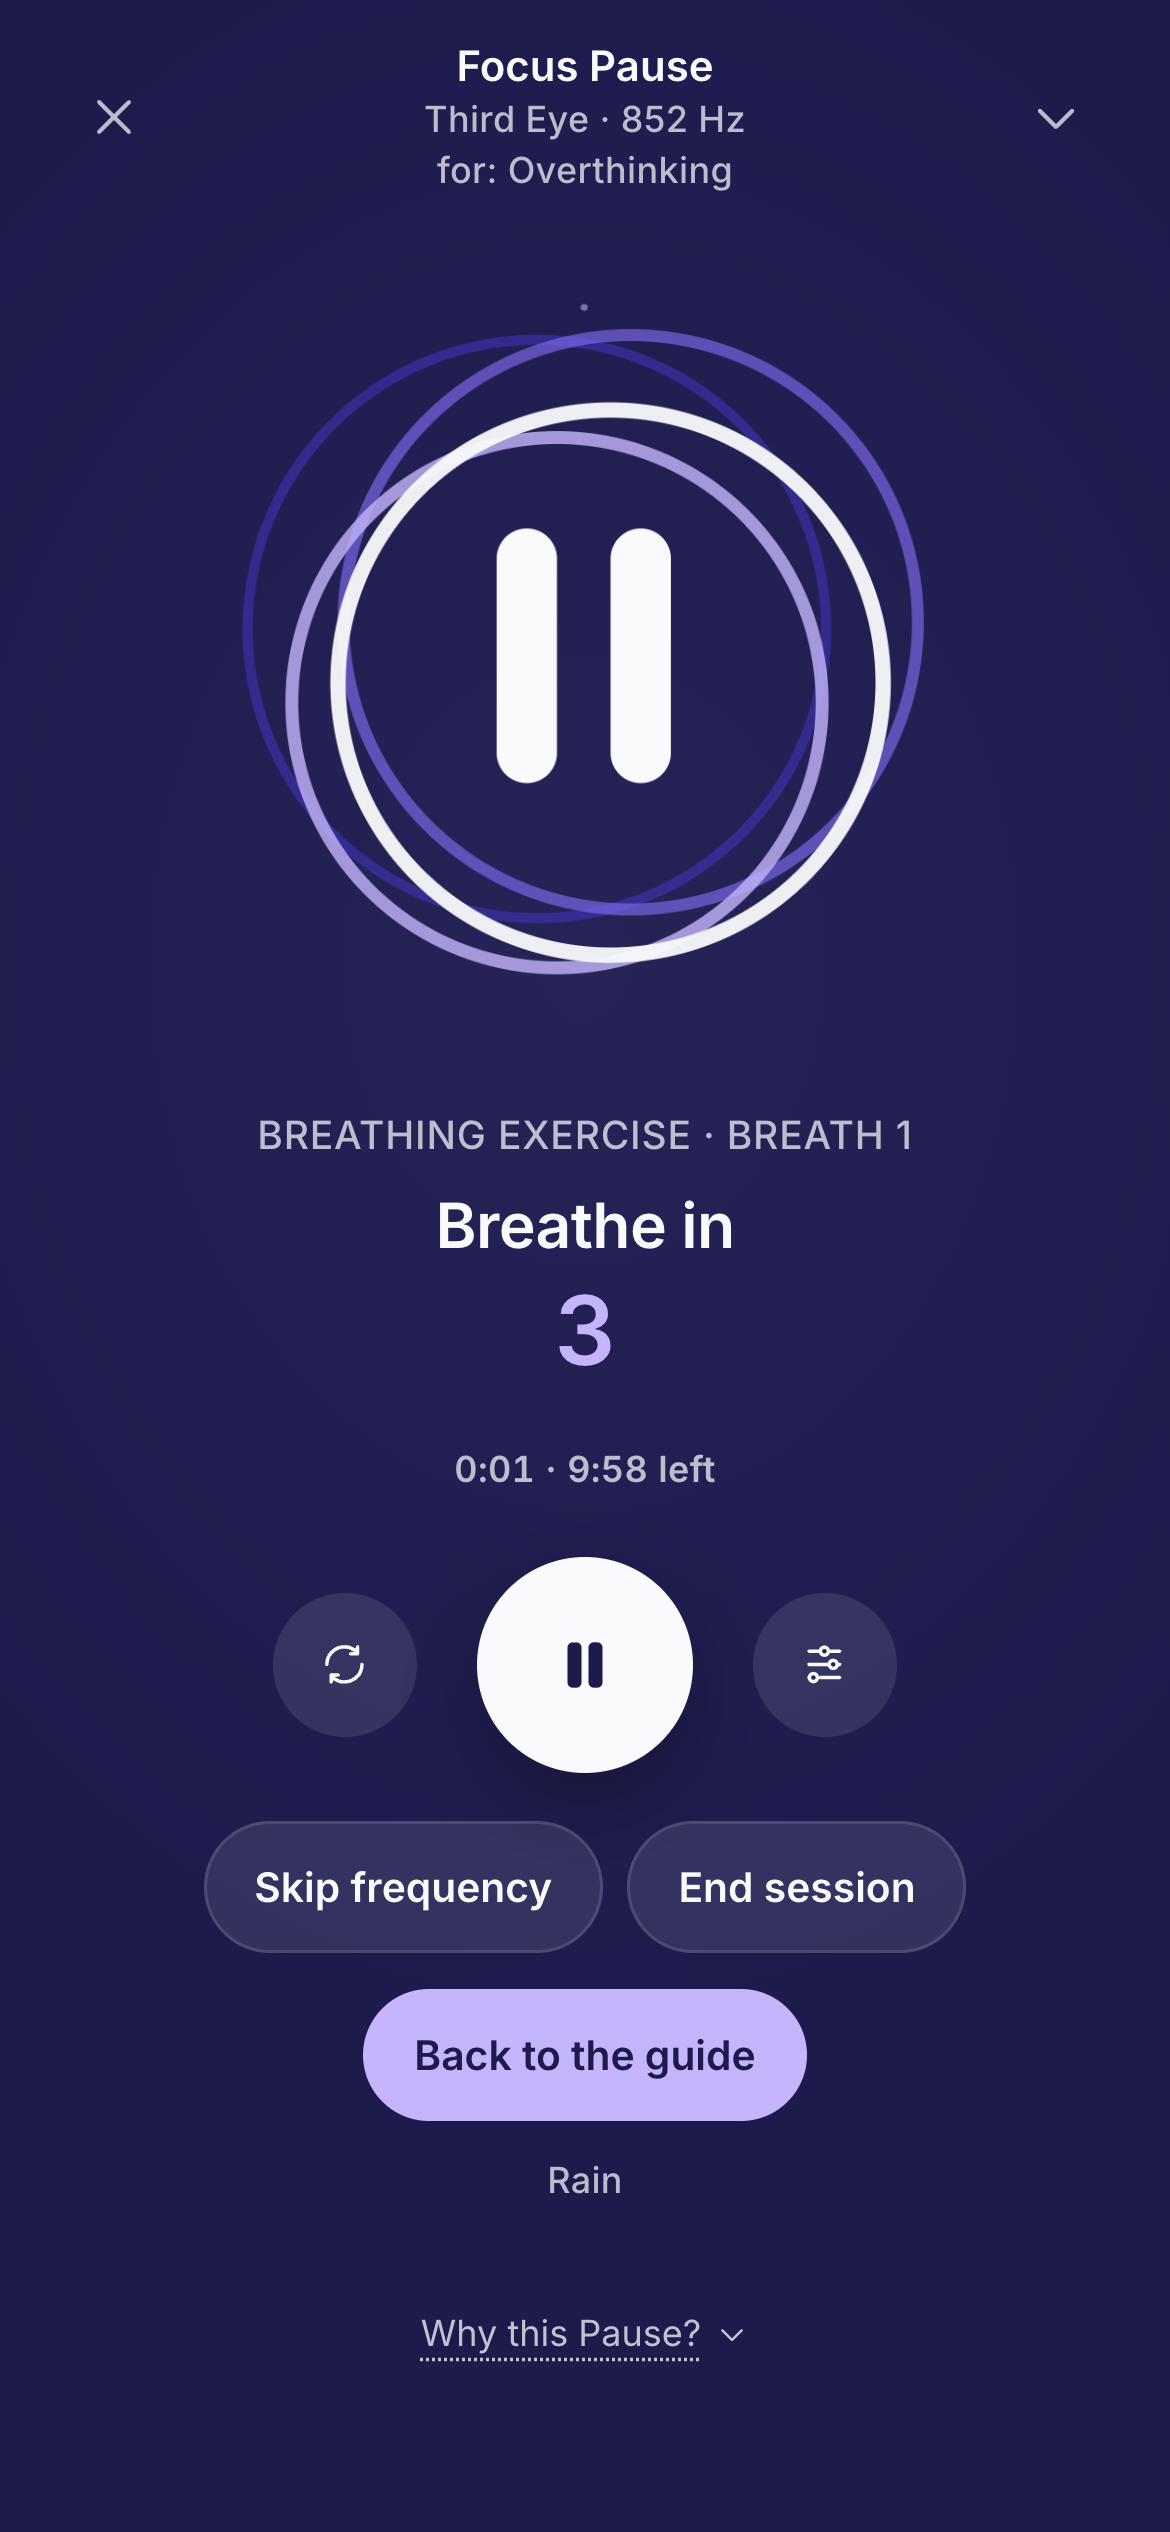 Focus Pause
Third Eye · 852 Hz
for: Overthinking
BREATHING EXERCISE · BREATH 1
Breathe in
3
0:01 · 9:58 left
Skip frequency
End session
Back to the guide
Rain
Why this Pause?